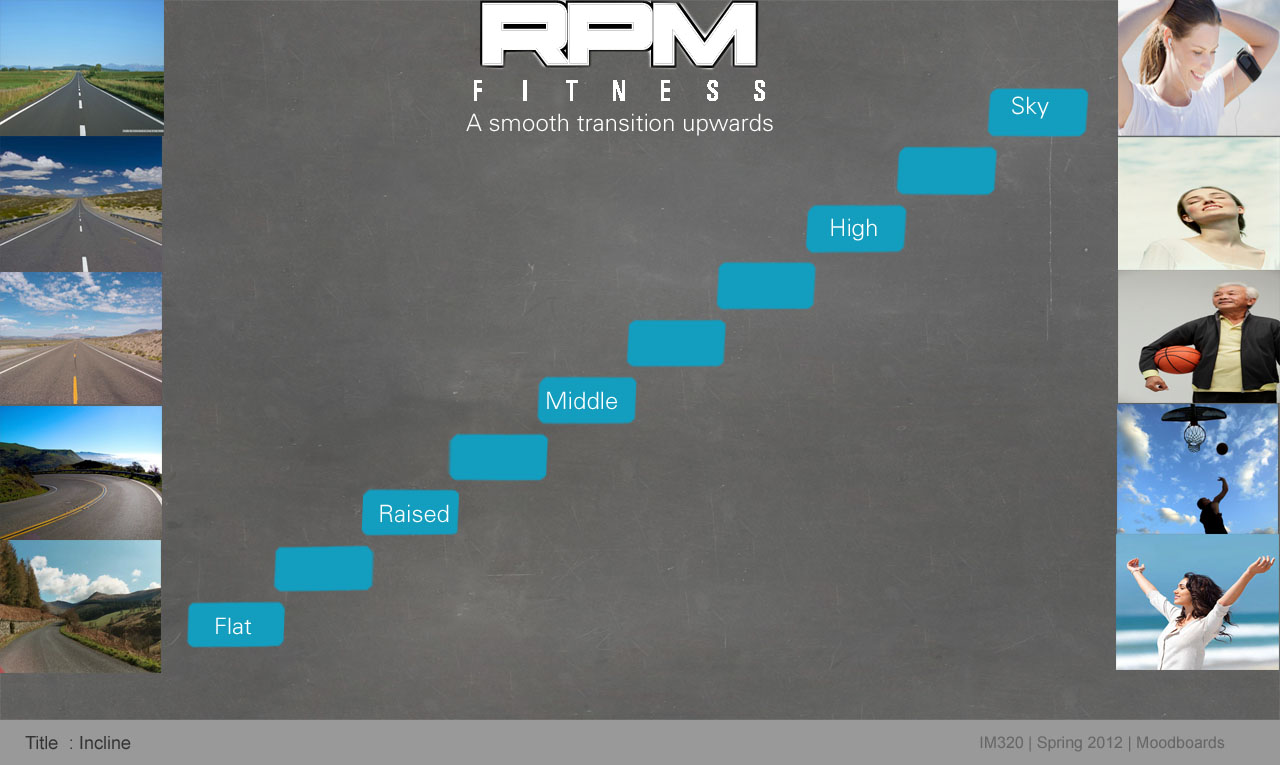 RPM
FITNESS
A smooth transition upwards
Sky
High
Middle
Raised
Flat
Title : Incline
IM320 | Spring 2012 | Moodboards